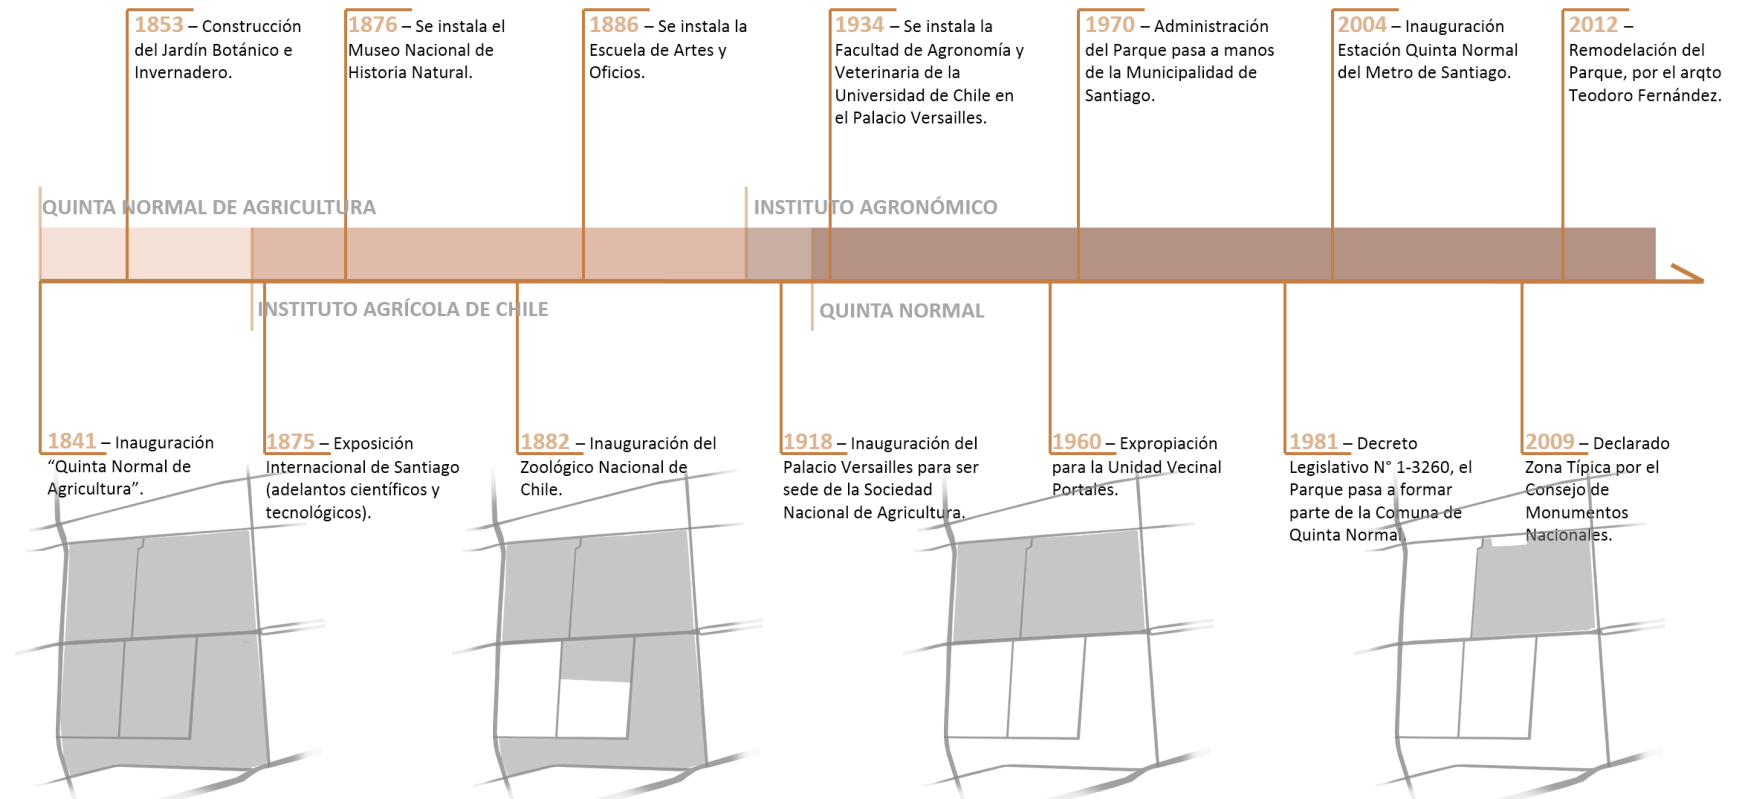 1853 – Construcción
del Jardín Botánico e
Invernadero.
1876 – Se instala el
Museo Nacional de
Historia Natural.
1886 – Se instala la
Escuela de Artes y
Oficios.
1934 – Se instala la
Facultad de Agronomía y
Veterinaria de la
Universidad de Chile en
el Palacio Versailles.
1970 – Administración
del Parque pasa a manos
de la Municipalidad de
Santiago.
2004 – Inauguración
Estación Quinta Normal
del Metro de Santiago.
2012 –
Remodelación del
Parque, por el arqto
Teodoro Fernández.
QUINTA NORMAL DE AGRICULTURA
INSTITUTO AGRONÓMICO
INSTITUTO AGRÍCOLA DE CHILE
QUINTA NORMAL
1841 – Inauguración
“Quinta Normal de
Agricultura”.
1875 – Exposición
Internacional de Santiago
(adelantos científicos y
tecnológicos).
1882 – Inauguración del
Zoológico Nacional de
Chile.
1918 – Inauguración del
Palacio Versailles para ser
sede de la Sociedad
Nacional de Agricultura.
1960 – Expropiación
para la Unidad Vecinal
Portales.
1981 – Decreto
Legislativo N° 1-3260, el
Parque pasa a formar
parte de la Comuna de
Quinta Normal.
2009 – Declarado
Zona Típica por el
Consejo de
Monumentos
Nacionales.